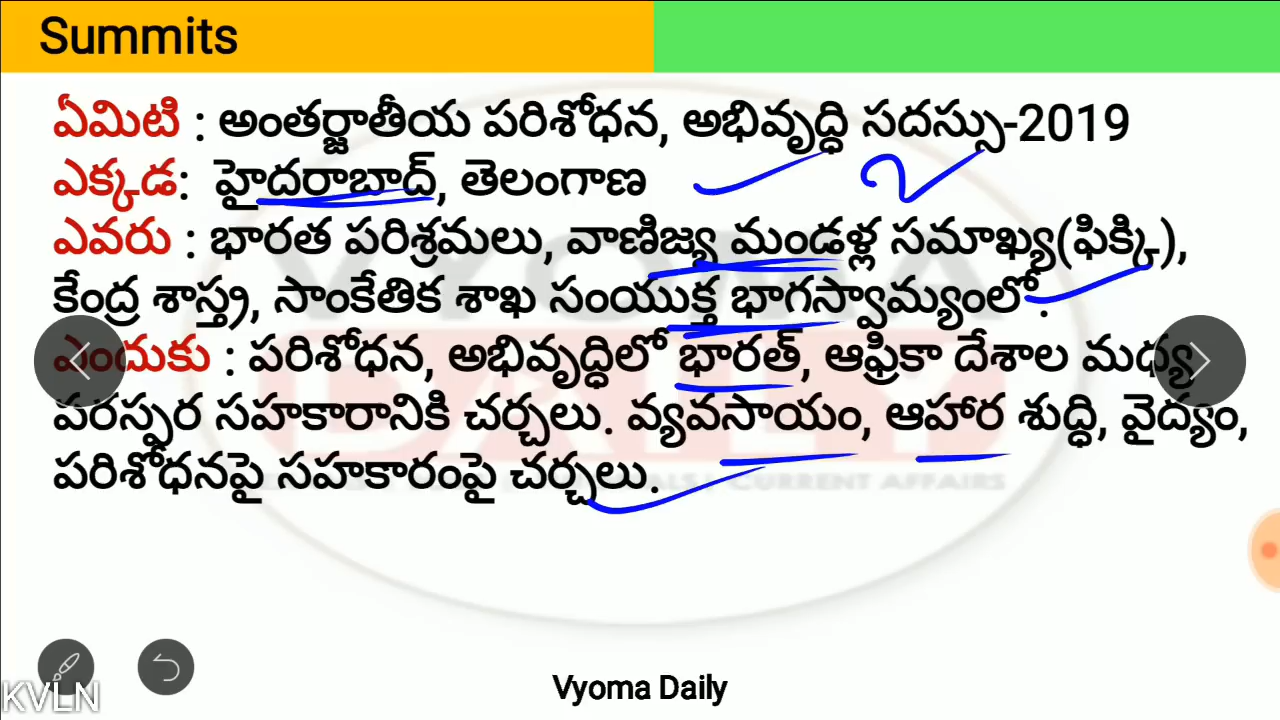 Summits
ఏమిటి : అంతర్జాతీయ పరిశోధన, అభివృద్ధి సదస్సు-2019
ఎక్కడ: హైదరాబాద్, తెలంగాణ
ఎవరు : భారత పరిశ్రమలు, వాణిజ్య మండళ్ల సమాఖ్య(ఫిక్కి),
కేంద్ర శాస్త్ర, సాంకేతిక శాఖ సంయుక్త భాగస్వామ్యంలో.
ఎందుకు : పరిశోధన, అభివృద్ధిలో భారత్, ఆఫ్రికా దేశాల మధ్య
పరస్పర సహకారానికి చర్చలు. వ్యవసాయం, ఆహార శుద్ధి, వైద్యం,
పరిశోధనపై సహకారంపై చర్చలు.
CURRENT AFFAIRS
Vyoma Daily
KVLN